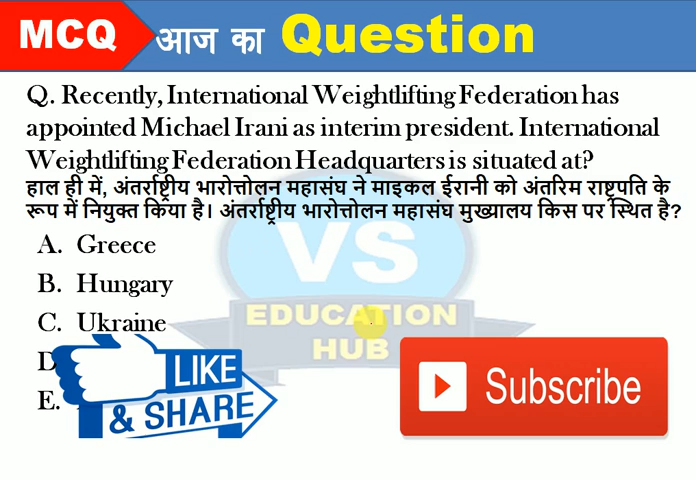 MCQ आज का Question
Q. Recently, International Weightlifting Federation has
appointed Michael Irani as interim president. International
Weightlifting Federation Headquarters is situated at?
हाल ही में, अंतर्राष्ट्रीय भारोत्तोलन महासंघ ने माइकल ईरानी को अंतरिम राष्ट्रपति के
रूप में नियुक्त किया है। अंतर्राष्ट्रीय भारोत्तोलन महासंघ मुख्यालय किस पर स्थित है?
A. Greece
B. Hungary
C. Ukraine
D
E.
VS
EDUCATION
HUB
LIKE
& SHARE
Subscribe